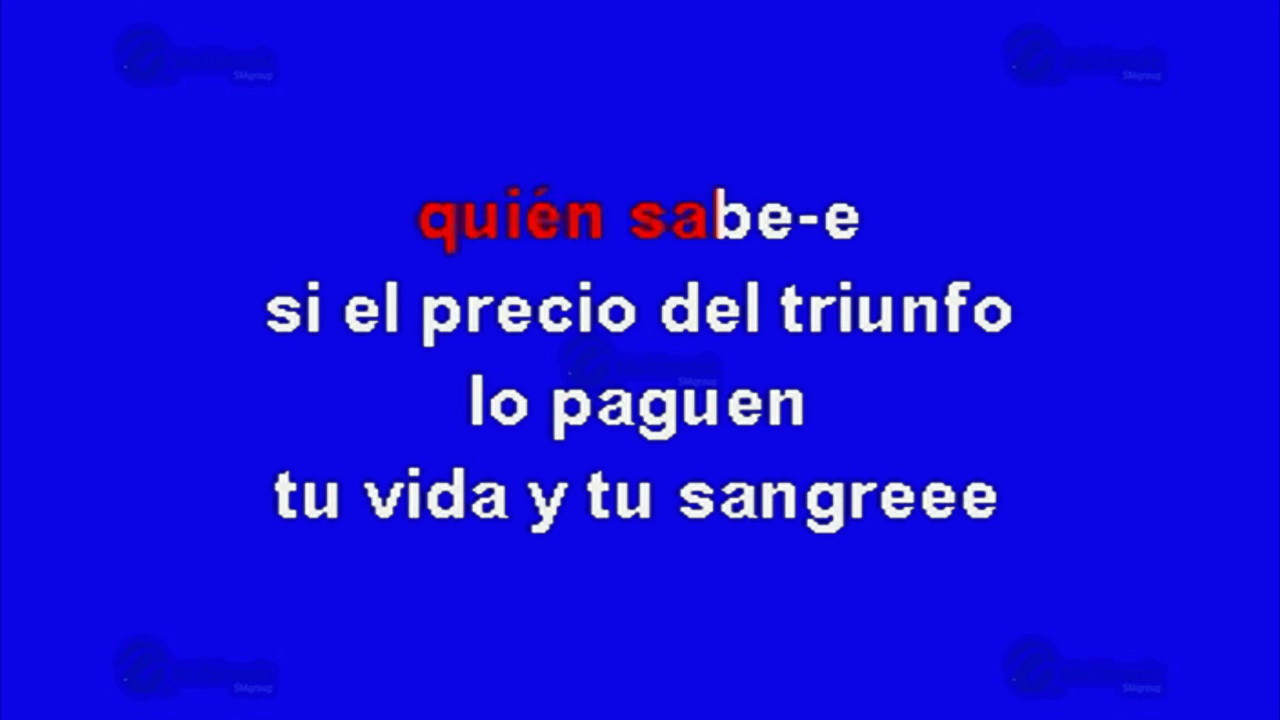 quién sabe-e
si el precio del triunfo
lo paguen
tu vida y tu sangreee